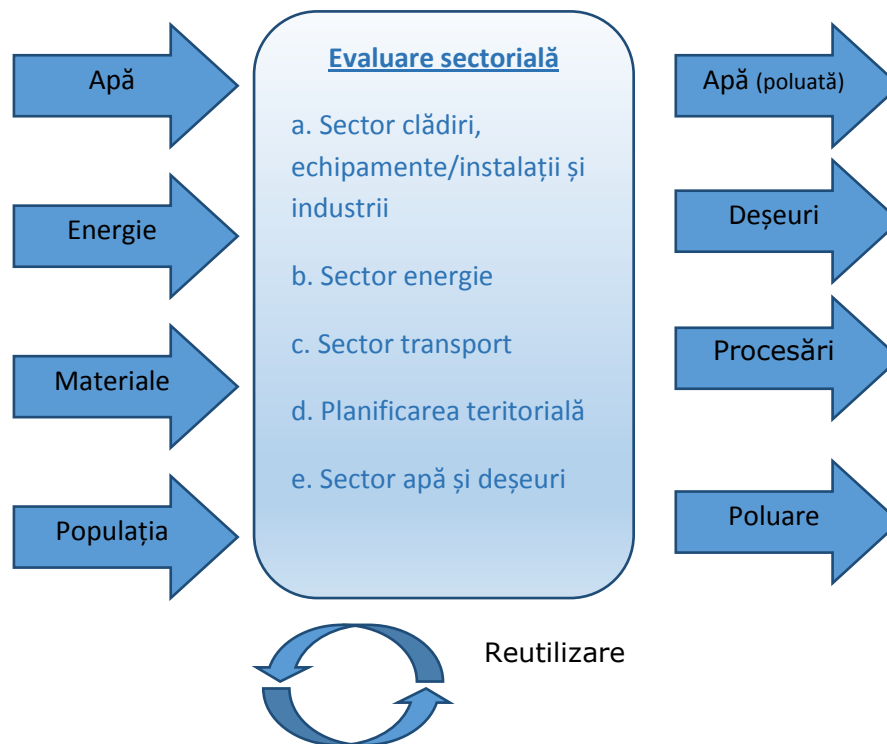 Apă
Energie
Materiale
Populația
Evaluare sectorială
a. Sector clădiri,
echipamente/instalații și
industrii
b. Sector energie
c. Sector transport
d. Planificarea teritorială
e. Sector apă și deșeuri
Apă (poluată)
Deșeuri
Procesări
Poluare
Reutilizare